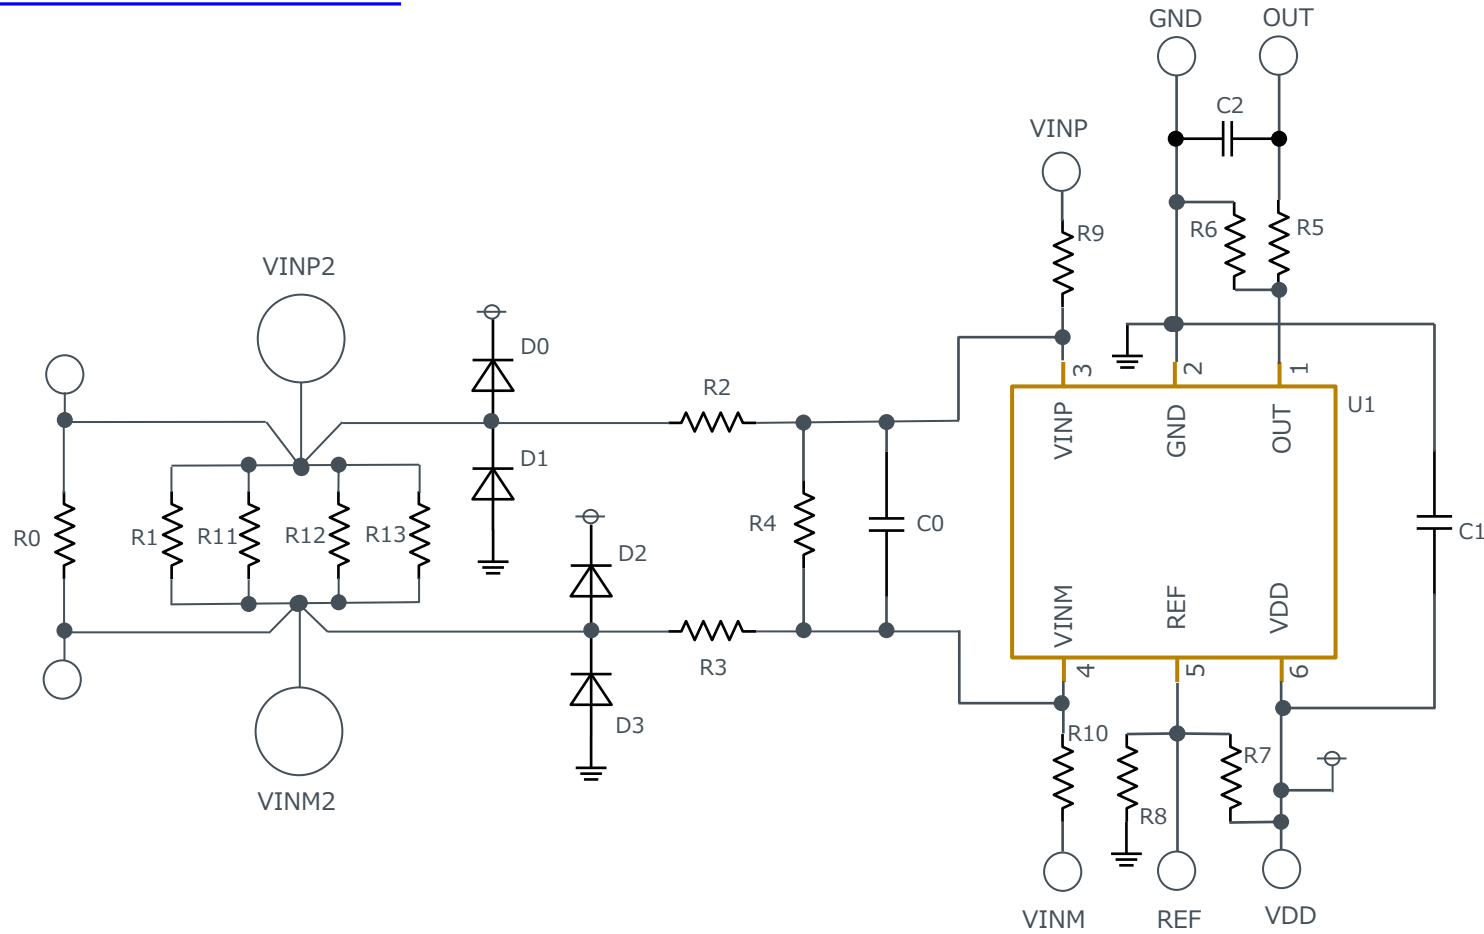 GND OUT
C2
VINP
R6 R5
R9
VINP2
D0
R2
3 2 1
U1
VINP GND OUT
D1
R0 R1 R11 R12 R13
R4 C0 C1
D2
VINM REF VDD
R3
4 5 6
D3
R10 R7
VINM2
R8
VINM REF VDD